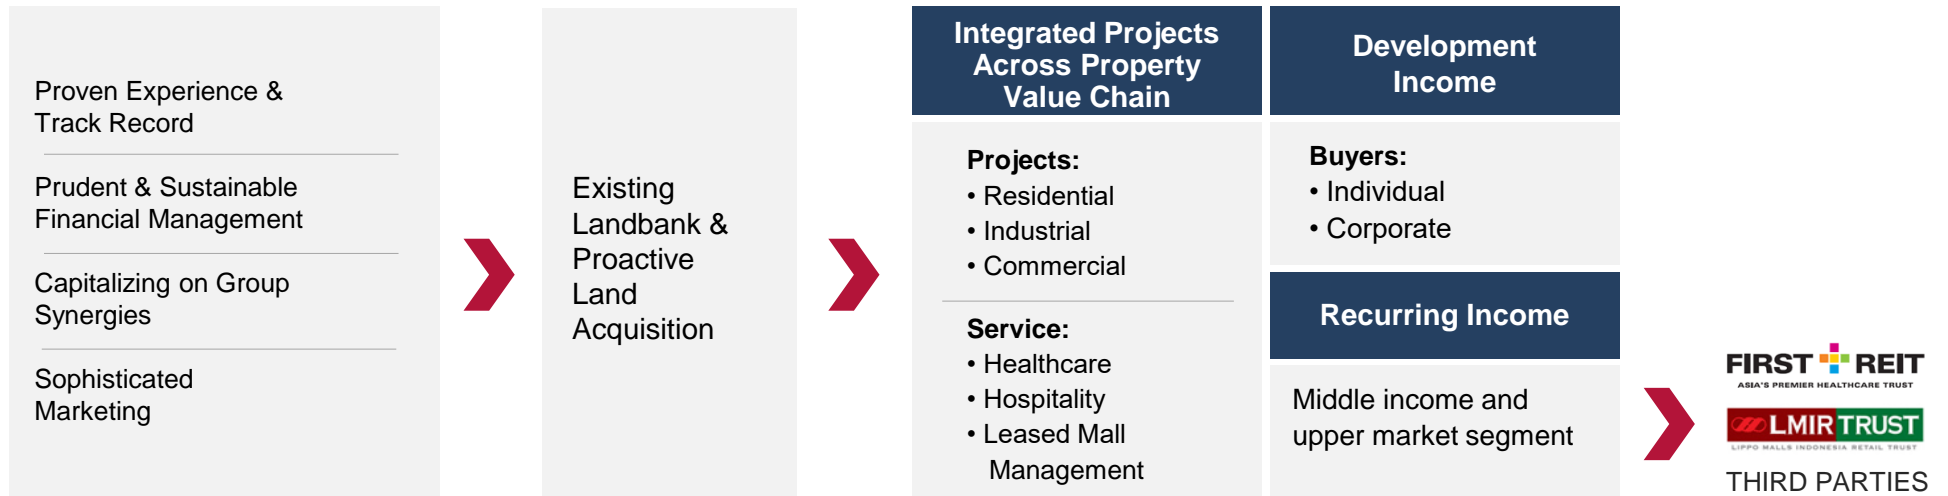 Proven Experience &
Track Record
Prudent & Sustainable
Financial Management
Capitalizing on Group
Synergies
Sophisticated
Marketing
Existing
Landbank &
Proactive
Land
Acquisition
Integrated Projects
Across Property
Value Chain
Projects:
• Residential
• Industrial
• Commercial
Service:
• Healthcare
• Hospitality
• Leased Mall
Management
Development
Income
Buyers:
• Individual
• Corporate
Recurring Income
Middle income and
upper market segment
FIRST REIT
ASIA'S PREMIER HEALTHCARE TRUST
LMIR TRUST
LIPPO MALLS INDONESIA RETAIL TRUST
THIRD PARTIES